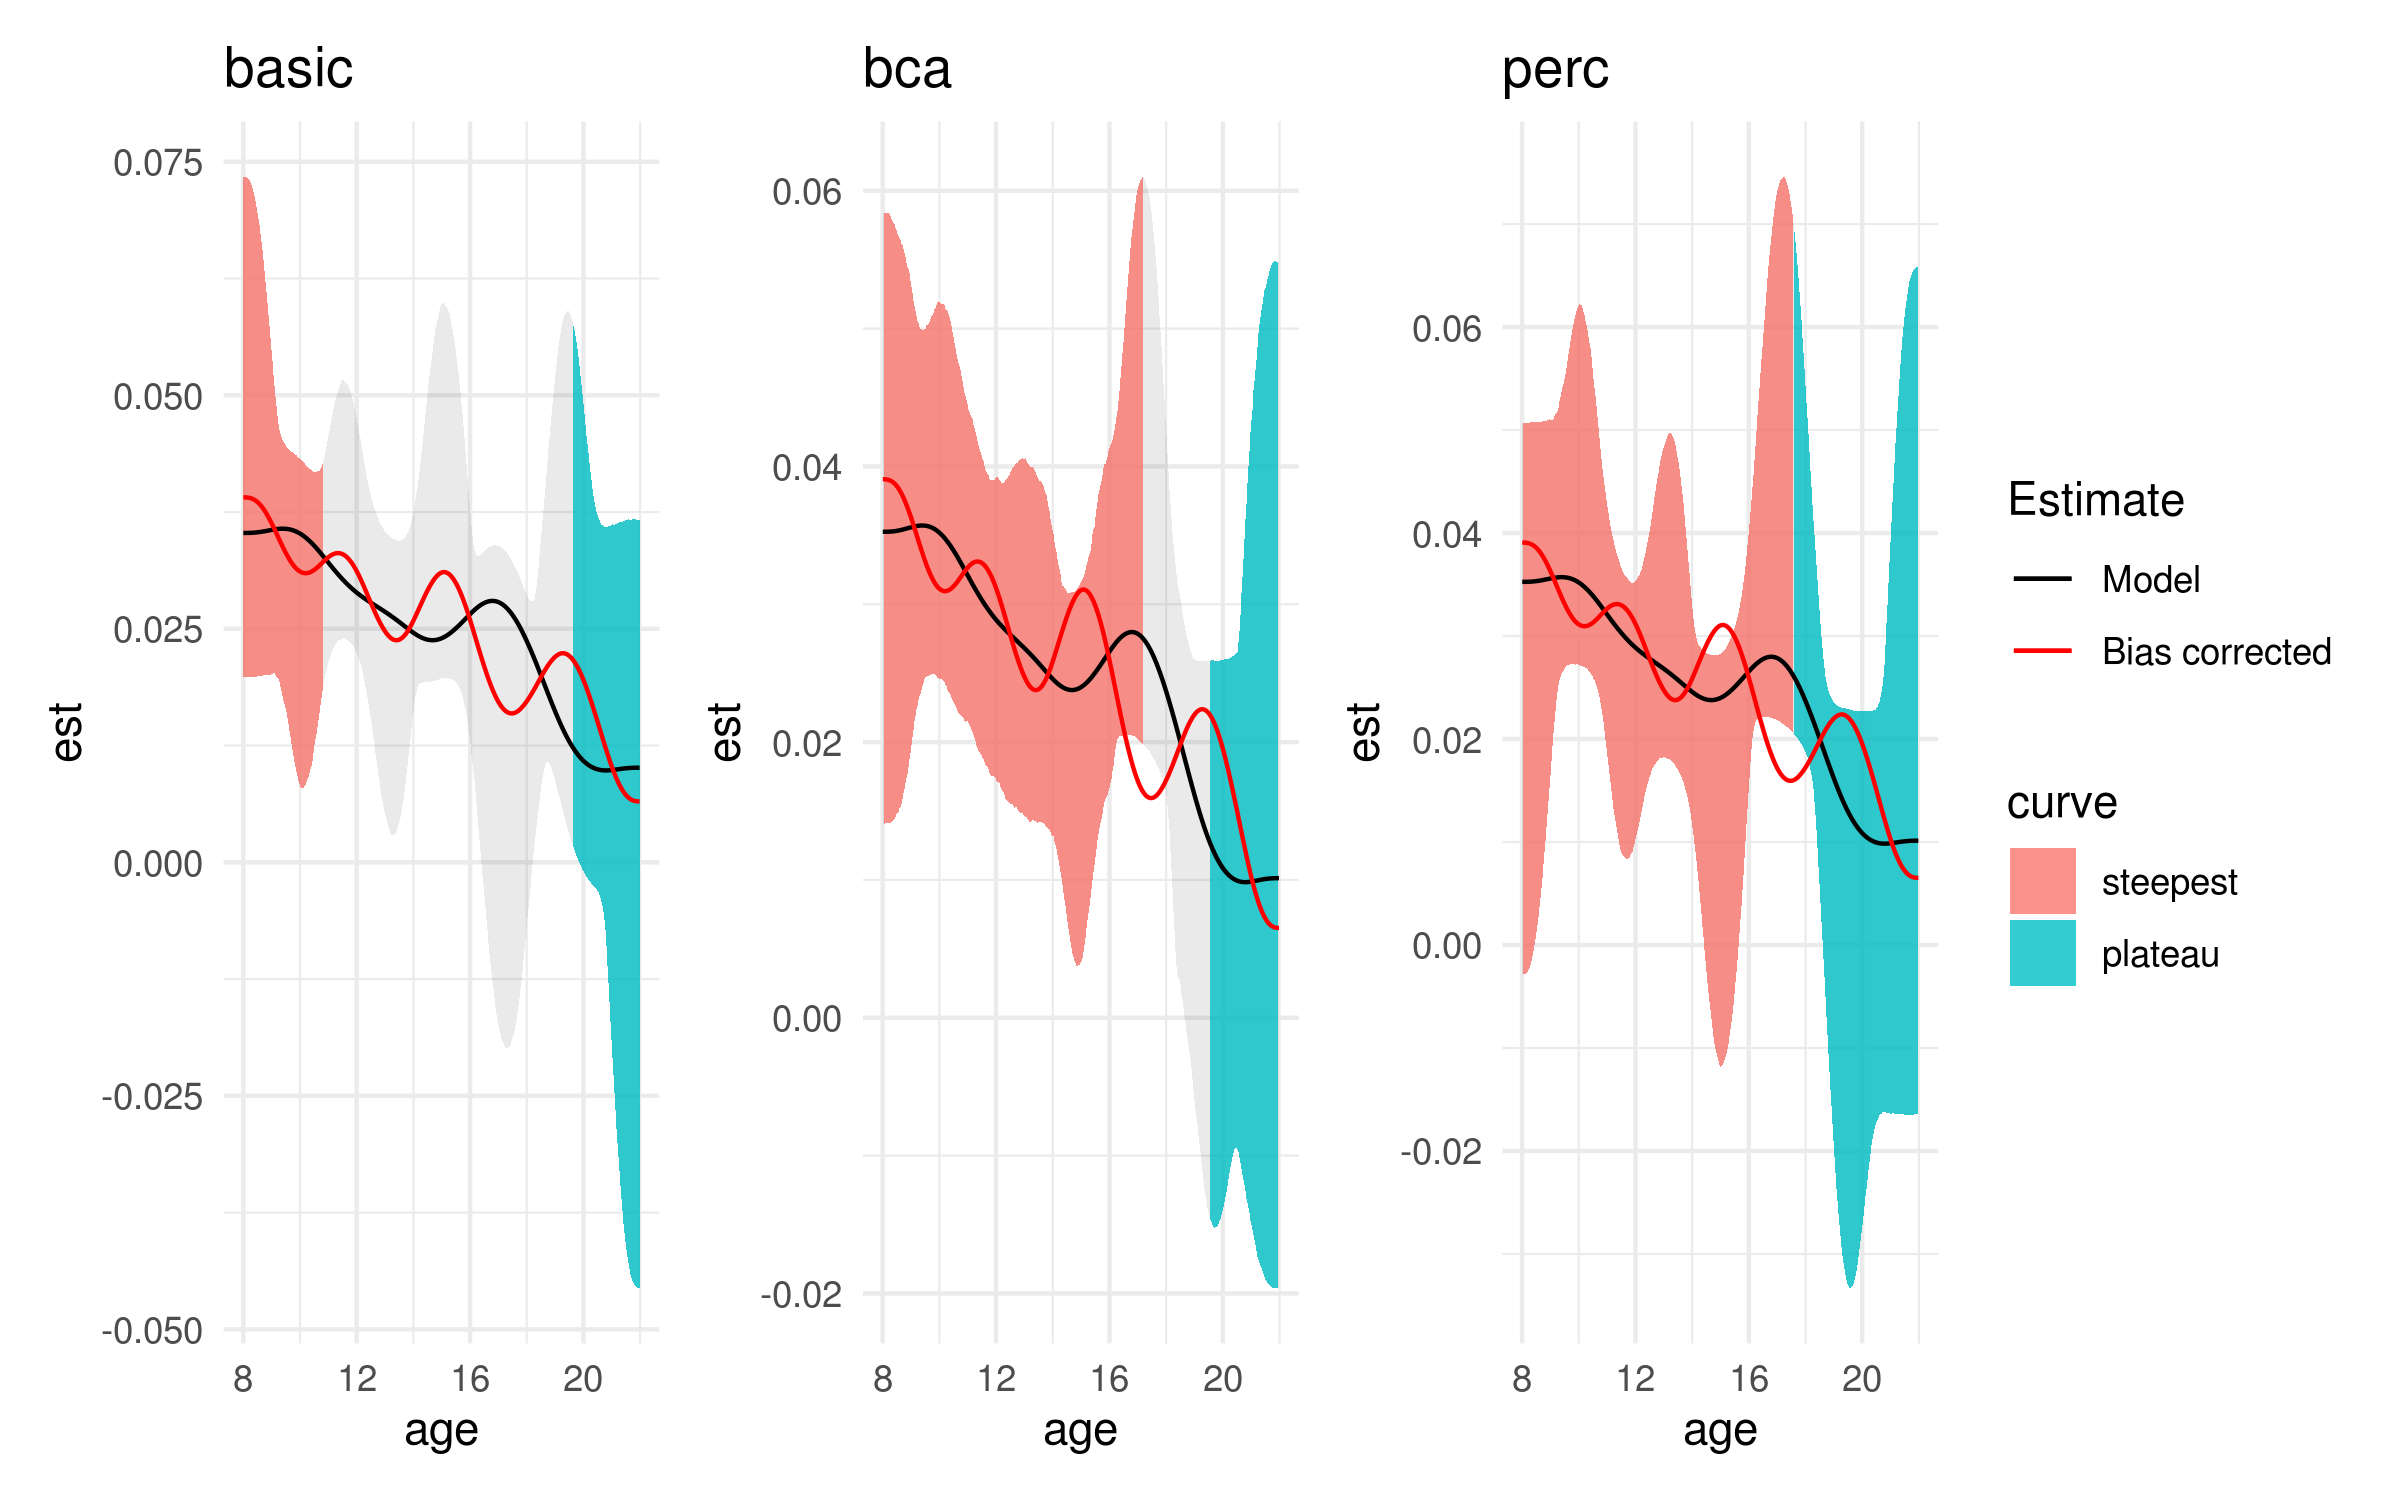 basic
0.075
0.050
0.025
0.000
-0.025
-0.050
est
8 12 16 20
age
bca
0.06
0.04
0.02
0.00
-0.02
est
8 12 16 20
age
perc
0.06
0.04
0.02
0.00
-0.02
est
8 12 16 20
age
Estimate
Model
Bias corrected
curve
steepest
plateau